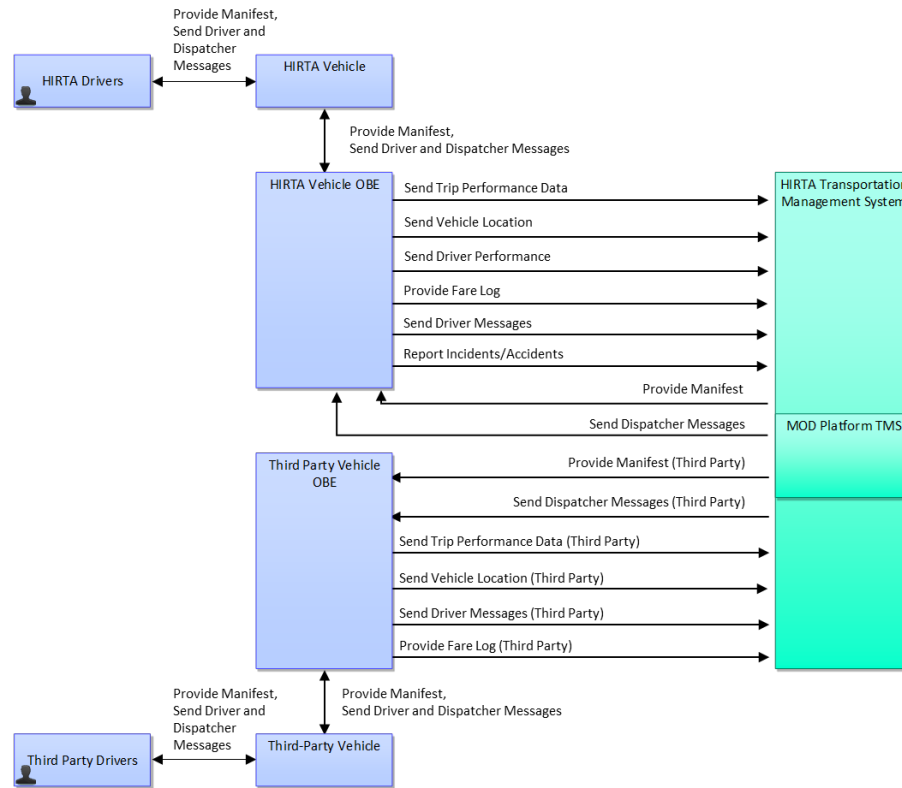 Provide Manifest,
Send Driver and
Dispatcher
Messages
HIRTA Drivers
HIRTA Vehicle
Provide Manifest,
Send Driver and Dispatcher Messages
HIRTA Vehicle OBE
HIRTA Transportation
Management System
Send Trip Performance Data
Send Vehicle Location
Send Driver Performance
Provide Fare Log
Send Driver Messages
Report Incidents/Accidents
Provide Manifest
Send Dispatcher Messages
MOD Platform TMS
Third Party Vehicle
OBE
Provide Manifest (Third Party)
Send Dispatcher Messages (Third Party)
Send Trip Performance Data (Third Party)
Send Vehicle Location (Third Party)
Send Driver Messages (Third Party)
Provide Fare Log (Third Party)
Provide Manifest,
Send Driver and
Dispatcher
Messages
Provide Manifest,
Send Driver and Dispatcher Messages
Third Party Drivers
Third-Party Vehicle